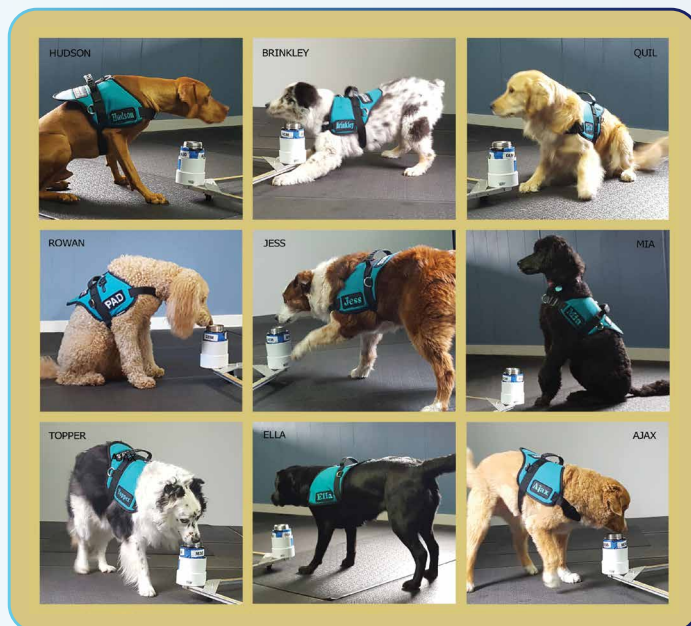 HUDSON
Hudson
BRINKLEY
Brinkley
QUIL
ROWAN
PAD
JESS
Jess
MIA
Mia
TOPPER
Topper
ELLA
Ella
AJAX
Ajax